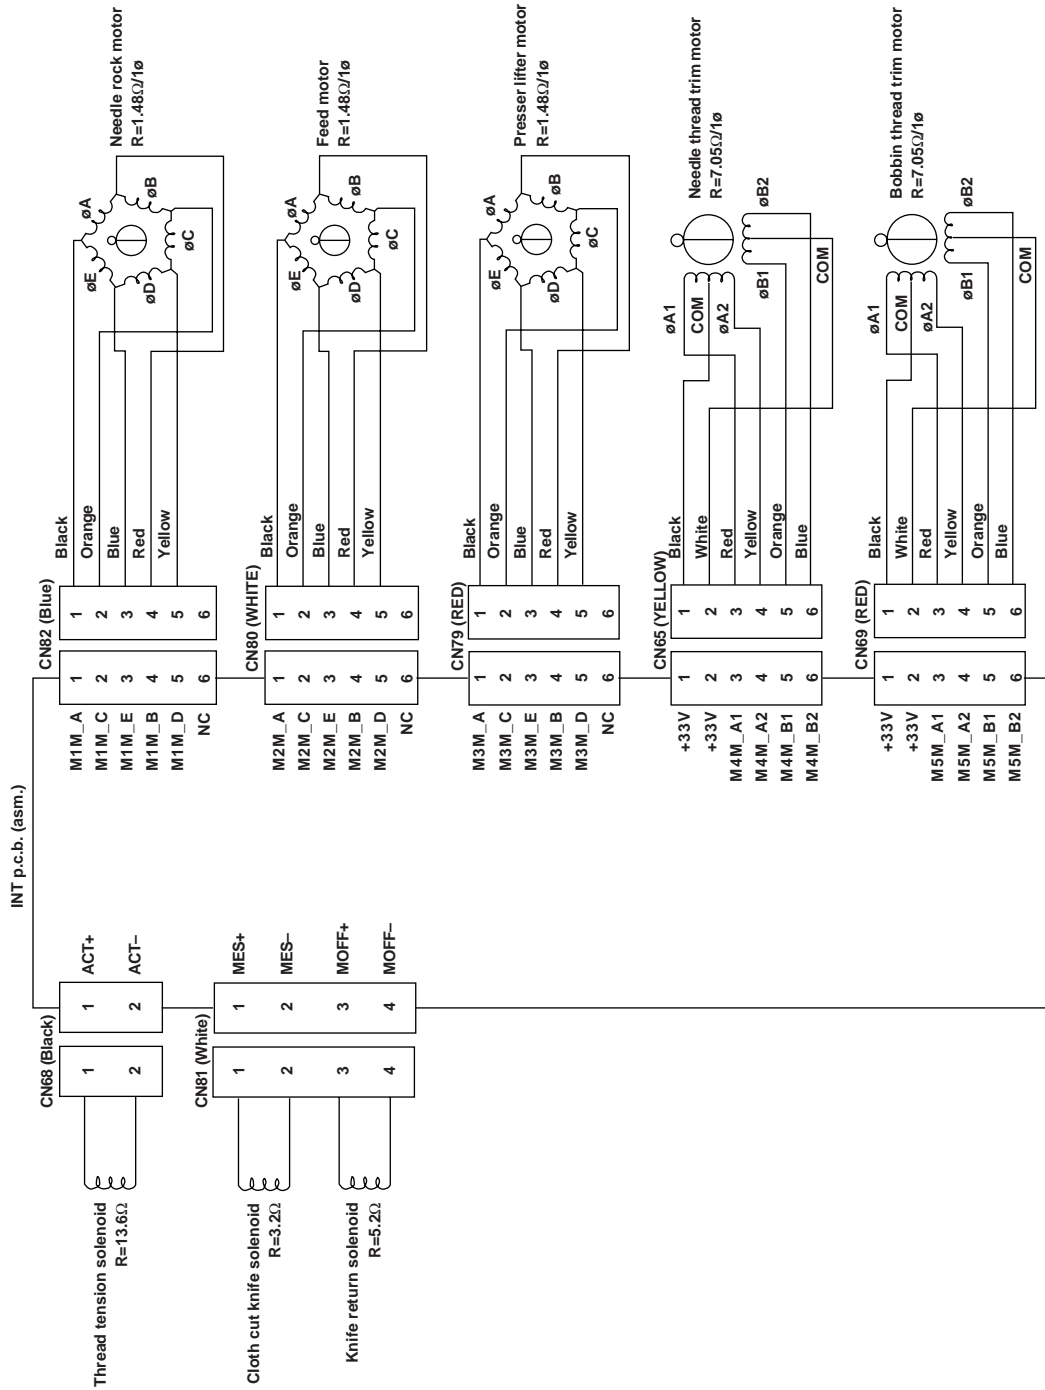 INT p.c.b. (asm.)
Thread tension solenoid
R=13.6Ω
CN68 (Black)
1
2
1
2
ACT+
ACT–
Cloth cut knife solenoid
R=3.2Ω
Knife return solenoid
R=5.2Ω
CN81 (White)
1
2
3
4
1
2
3
4
MES+
MES–
MOFF+
MOFF–
M1M_A
M1M_C
M1M_E
M1M_B
M1M_D
NC
CN82 (Blue)
1
2
3
4
5
6
1
2
3
4
5
6
Black
Orange
Blue
Red
Yellow
øA
øB
øC
øD
øE
Needle rock motor
R=1.48Ω/1ø
M2M_A
M2M_C
M2M_E
M2M_B
M2M_D
NC
CN80 (WHITE)
1
2
3
4
5
6
1
2
3
4
5
6
Black
Orange
Blue
Red
Yellow
øA
øB
øC
øD
øE
Feed motor
R=1.48Ω/1ø
M3M_A
M3M_C
M3M_E
M3M_B
M3M_D
NC
CN79 (RED)
1
2
3
4
5
6
1
2
3
4
5
6
Black
Orange
Blue
Red
Yellow
øA
øB
øC
øD
øE
Presser lifter motor
R=1.48Ω/1ø
+33V
+33V
M4M_A1
M4M_A2
M4M_B1
M4M_B2
CN65 (YELLOW)
1
2
3
4
5
6
1
2
3
4
5
6
Black
White
Red
Yellow
Orange
Blue
øA1
COM
øA2
øB1
COM
øB2
Needle thread trim motor
R=7.05Ω/1ø
+33V
+33V
M5M_A1
M5M_A2
M5M_B1
M5M_B2
CN69 (RED)
1
2
3
4
5
6
1
2
3
4
5
6
Black
White
Red
Yellow
Orange
Blue
øA1
COM
øA2
øB1
COM
øB2
Bobbin thread trim motor
R=7.05Ω/1ø